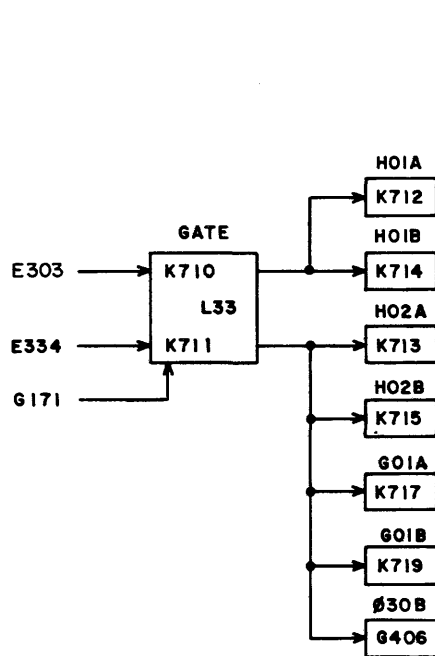 H01A
K712
GATE
H01B
E303
K710
K714
L33
H02A
E334
K711
K713
G171
H02B
K715
G01A
K717
G01B
K719
Ø30B
G406